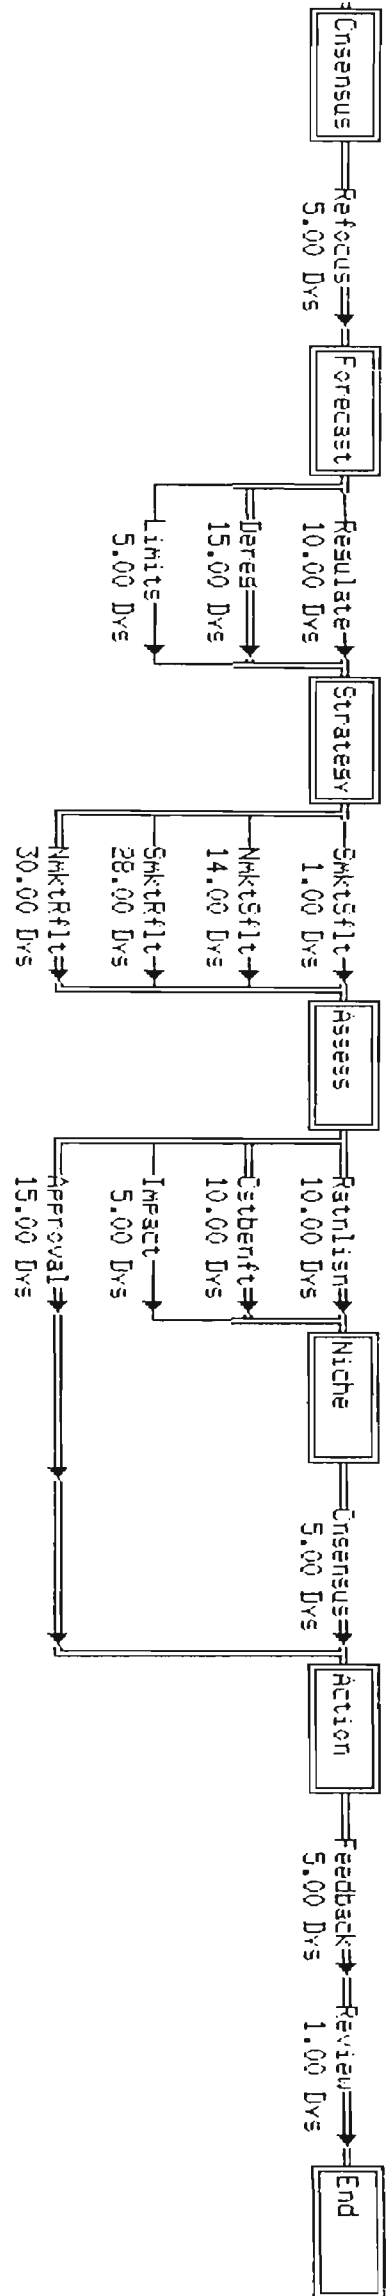 Cnsensus
Refocus
5.00 Dys
Forecast
Regulate
10.00 Dys
Dereg
15.00 Dys
Limits
5.00 Dys
Strategy
SmktSflt
1.00 Dys
NmktSflt
14.00 Dys
SmktRflt
28.00 Dys
NmktRflt
30.00 Dys
Assess
Ratnlisn
10.00 Dys
Cstbenft
10.00 Dys
Impact
5.00 Dys
Approval
15.00 Dys
Niche
Cnsensus
5.00 Dys
Action
Feedback
5.00 Dys
Review
1.00 Dys
End